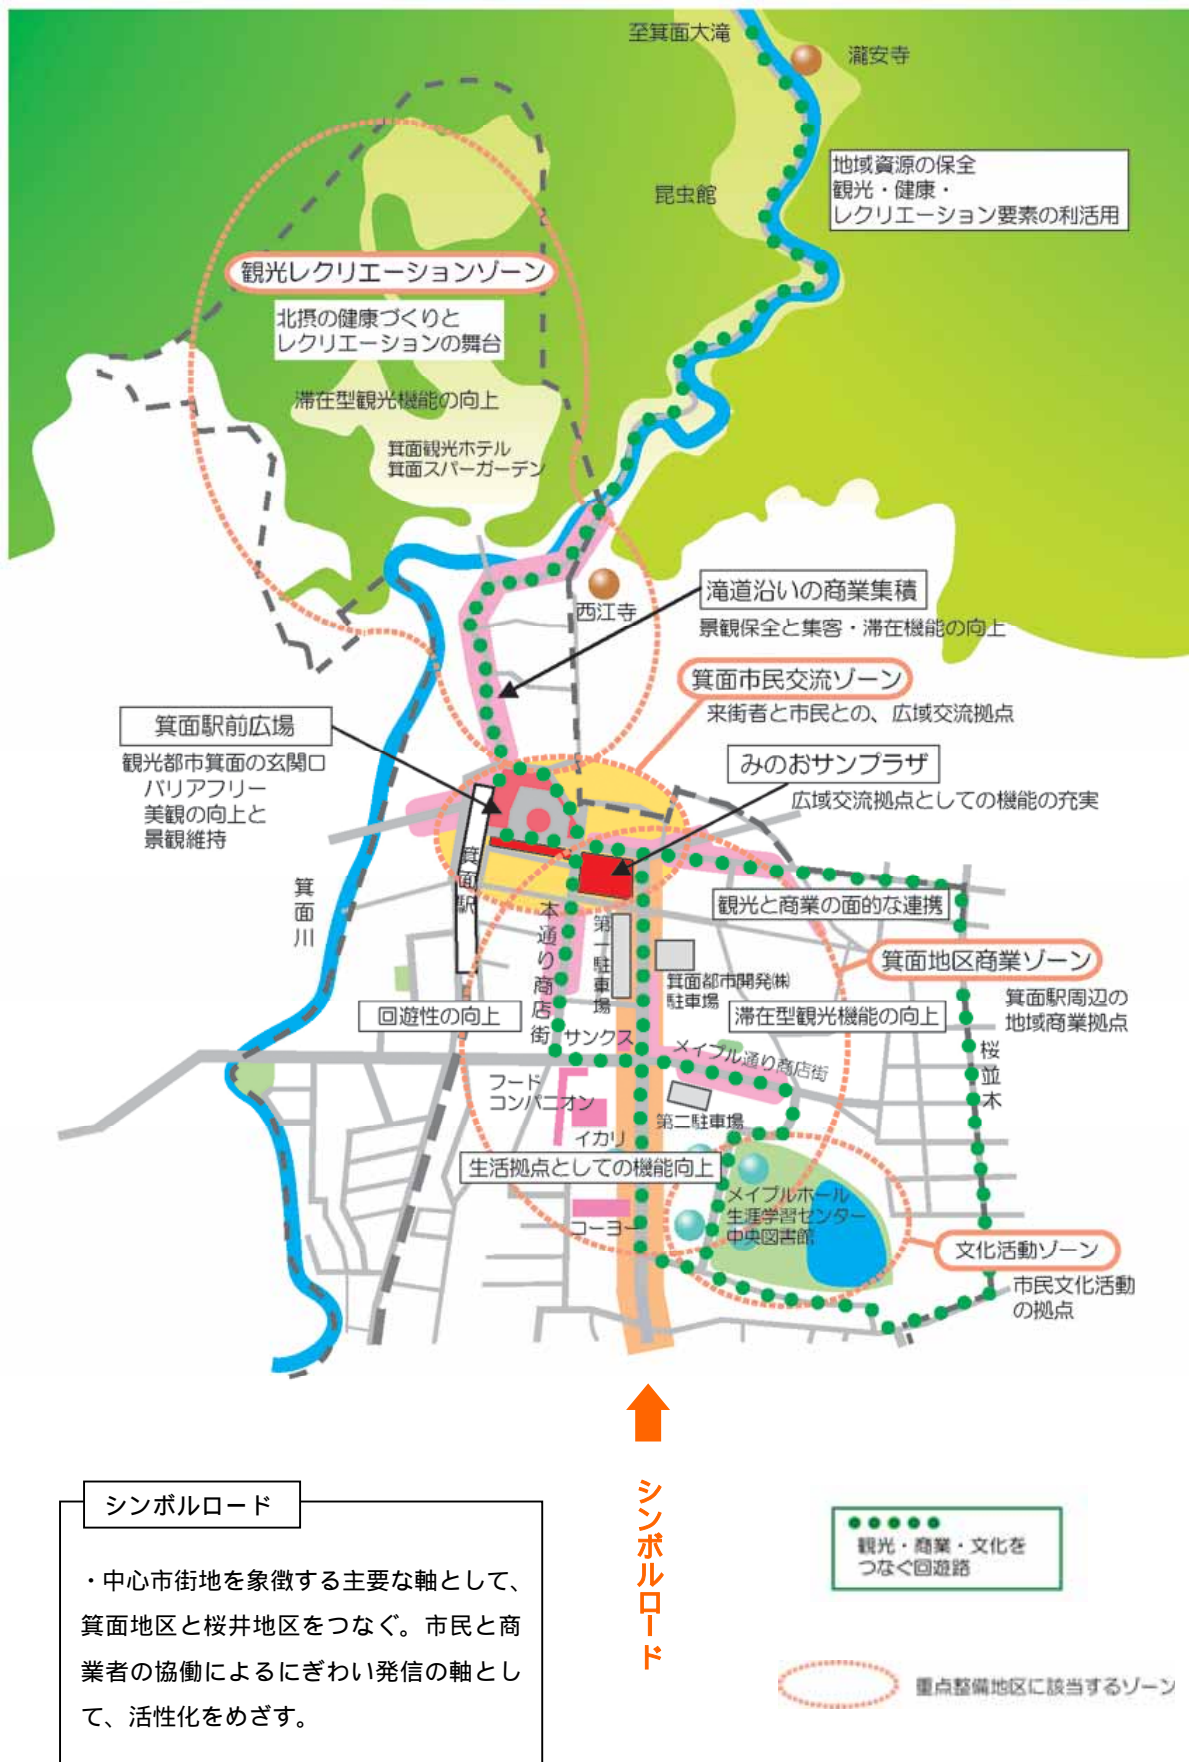 至箕面大滝
瀧安寺
地域資源の保全
観光・健康・
レクリエーション要素の利活用
昆虫館
観光レクリエーションゾーン
北摂の健康づくりと
レクリエーションの舞台
滞在型観光機能の向上
箕面観光ホテル
箕面スパーガーデン
西江寺
滝道沿いの商業集積
景観保全と集客・滞在機能の向上
箕面市民交流ゾーン
来街者と市民との、広域交流拠点
箕面駅前広場
観光都市箕面の玄関口
バリアフリー
美観の向上と
景観維持
みのおサンプラザ
広域交流拠点としての機能の充実
箕面駅
箕面川
本通り商店街
第一駐車場
観光と商業の面的な連携
箕面都市開発㈱
駐車場
箕面地区商業ゾーン
箕面駅周辺の
地域商業拠点
回遊性の向上
滞在型観光機能の向上
サンクス
メイプル通り商店街
桜並木
フード
コンパニオン
イカリ
第二駐車場
生活拠点としての機能向上
メイプルホール
生涯学習センター
中央図書館
コーヨー
文化活動ゾーン
市民文化活動
の拠点
シンボルロード
シンボルロード
・中心市街地を象徴する主要な軸として、
箕面地区と桜井地区をつなぐ。市民と商
業者の協働によるにぎわい発信の軸とし
て、活性化をめざす。
観光・商業・文化を
つなぐ回遊路
重点整備地区に該当するゾーン